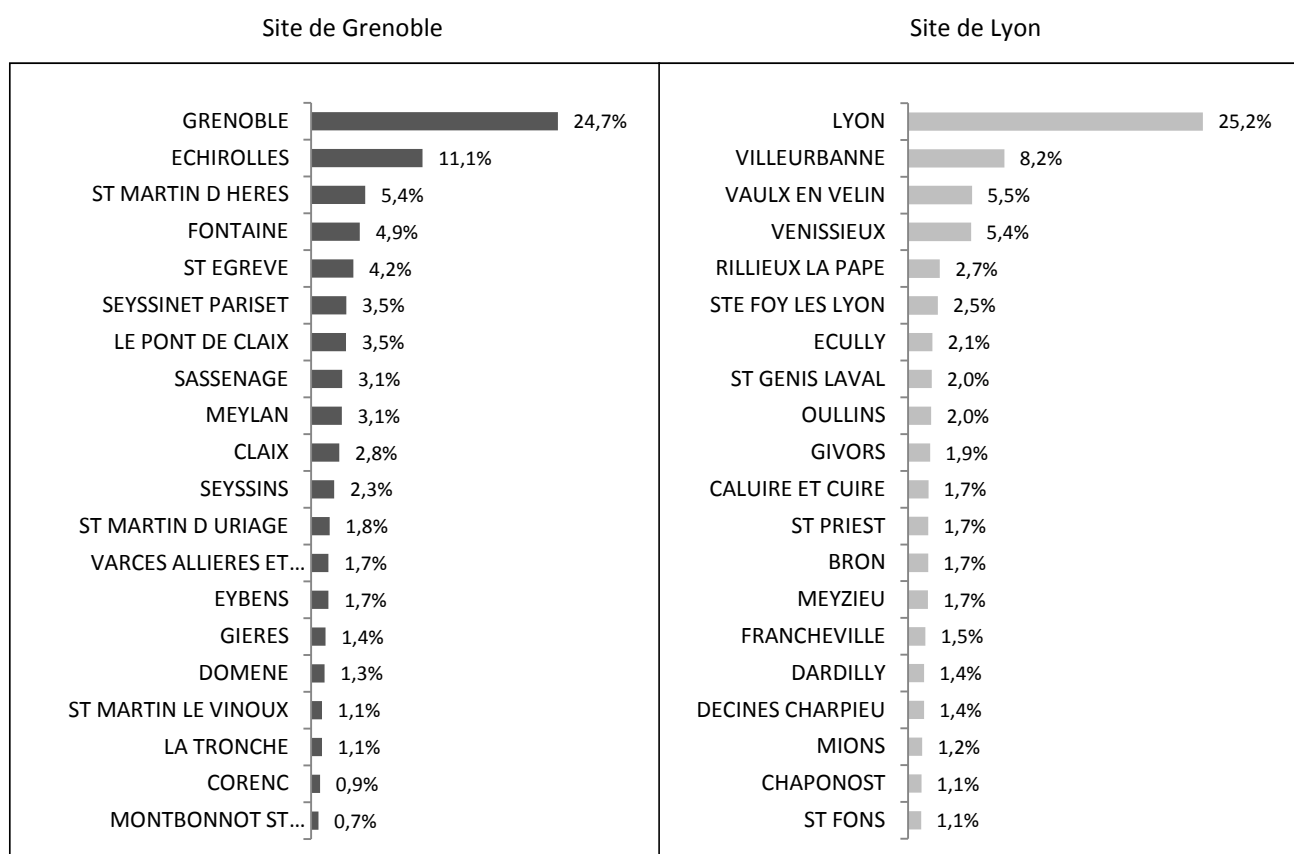 Site de Grenoble
GRENOBLE 24,7%
ECHIROLLES 11,1%
ST MARTIN D HERES 5,4%
FONTAINE 4,9%
ST EGREVE 4,2%
SEYSSINET PARISET 3,5%
LE PONT DE CLAIX 3,5%
SASSENAGE 3,1%
MEYLAN 3,1%
CLAIX 2,8%
SEYSSINS 2,3%
ST MARTIN D URIAGE 1,8%
VARCES ALLIERES ET... 1,7%
EYBENS 1,7%
GIERES 1,4%
DOMENE 1,3%
ST MARTIN LE VINOUX 1,1%
LA TRONCHE 1,1%
CORENC 0,9%
MONTBONNOT ST... 0,7%
Site de Lyon
LYON 25,2%
VILLEURBANNE 8,2%
VAULX EN VELIN 5,5%
VENISSIEUX 5,4%
RILLIEUX LA PAPE 2,7%
STE FOY LES LYON 2,5%
ECULLY 2,1%
ST GENIS LAVAL 2,0%
OULLINS 2,0%
GIVORS 1,9%
CALUIRE ET CUIRE 1,7%
ST PRIEST 1,7%
BRON 1,7%
MEYZIEU 1,7%
FRANCHEVILLE 1,5%
DARDILLY 1,4%
DECINES CHARPIEU 1,4%
MIONS 1,2%
CHAPONOST 1,1%
ST FONS 1,1%